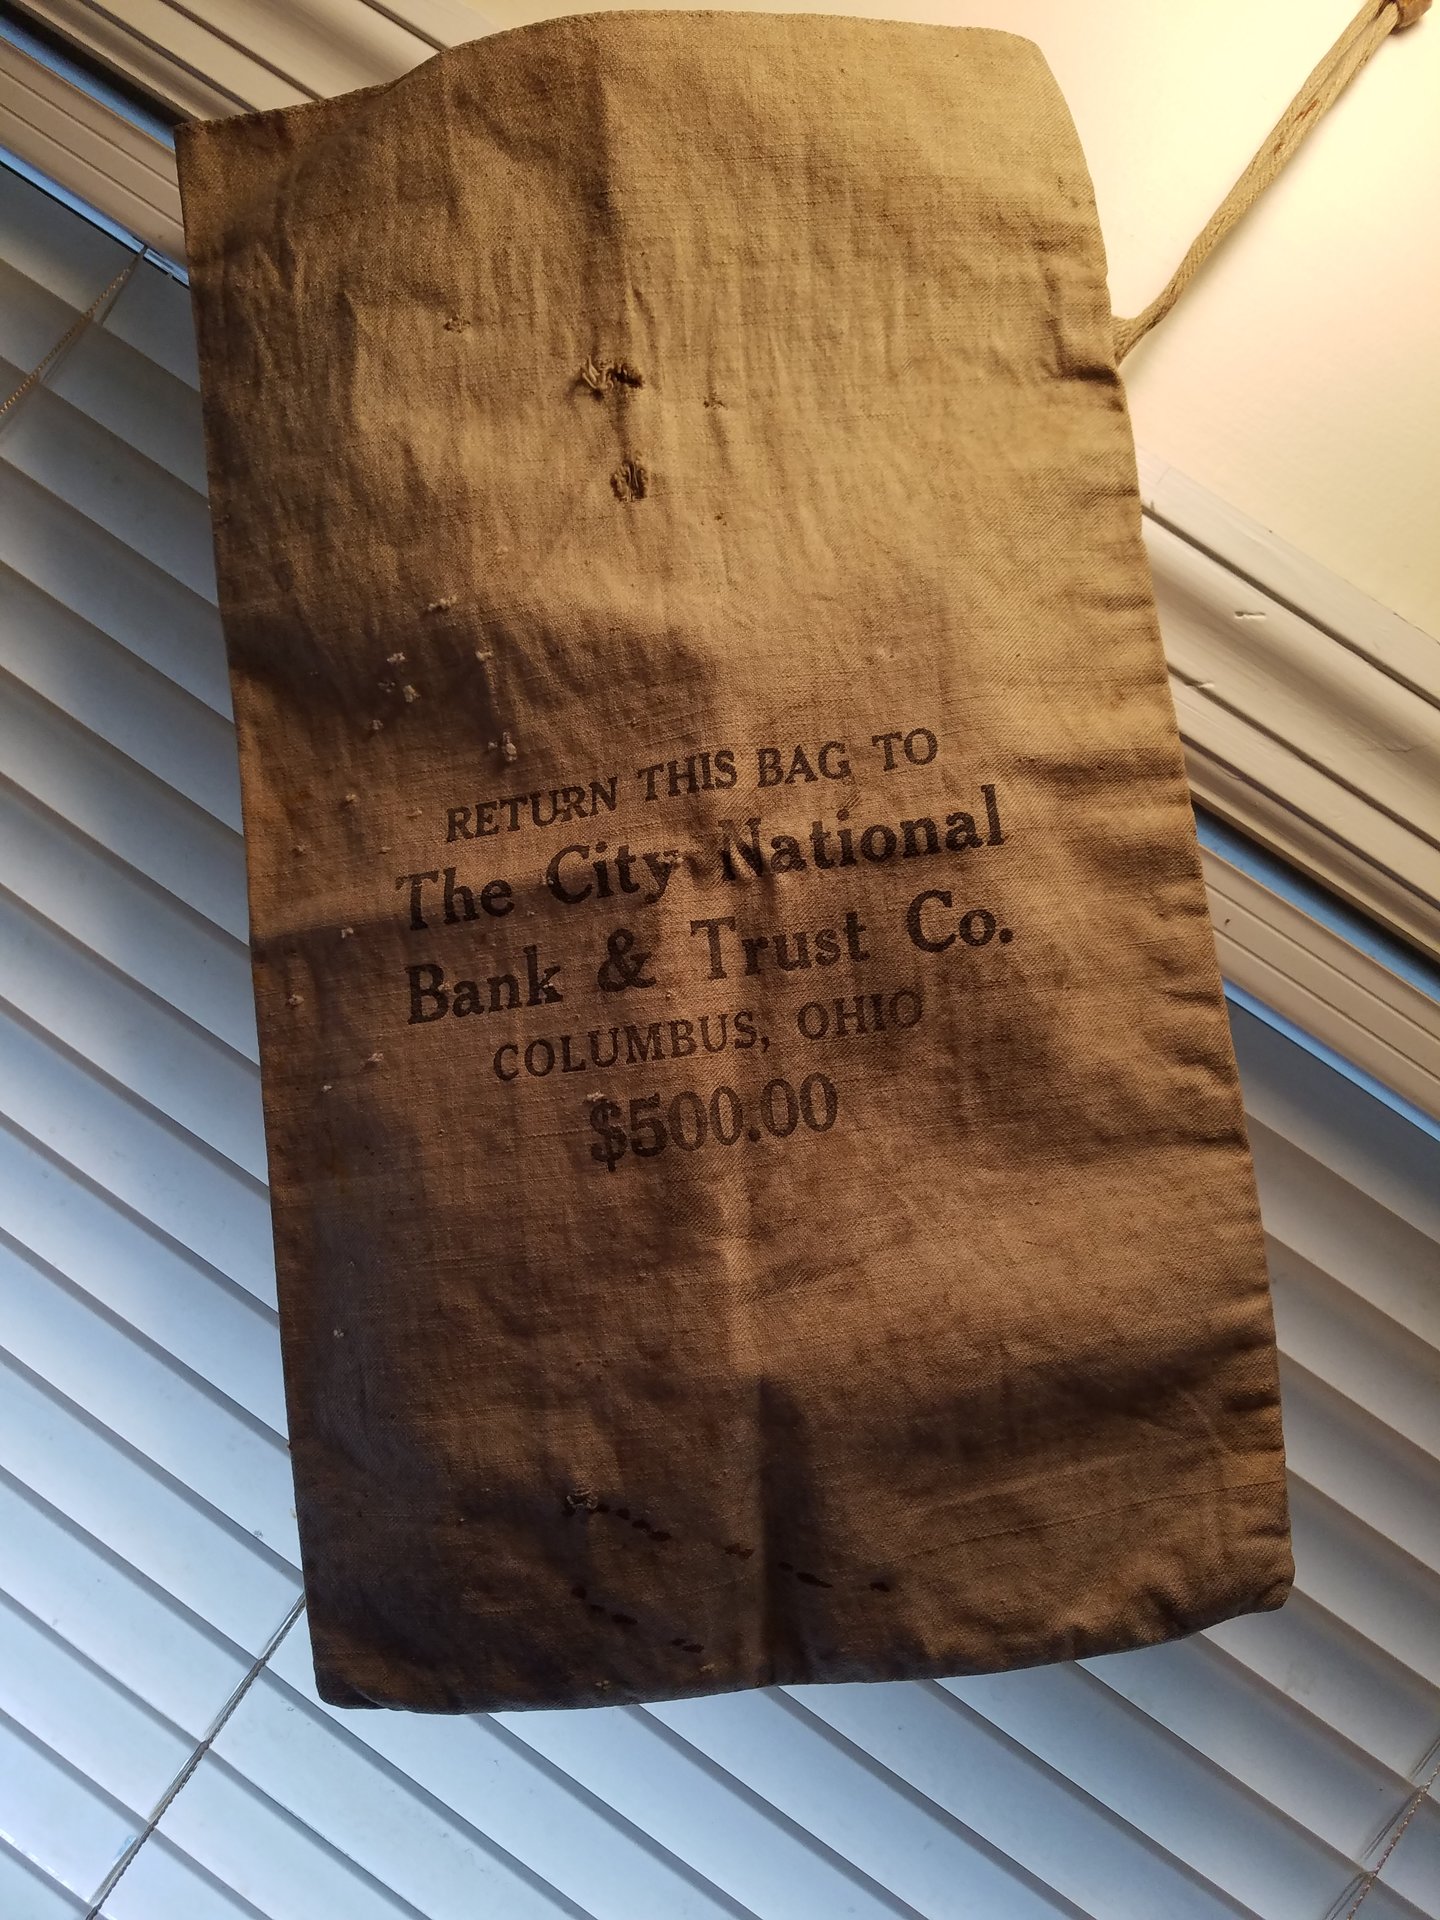 RETURN THIS BAG TO
The City National
Bank & Trust Co.
COLUMBUS, OHIO
$500.00